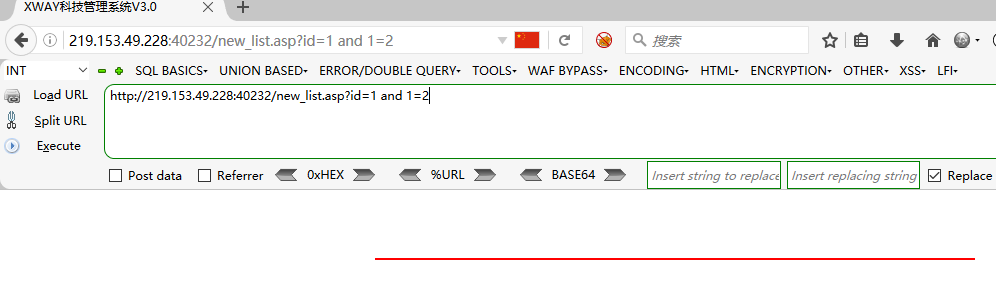 XWAY科技管理系统V3.0
219.153.49.228:40232/new_list.asp?id=1 and 1=2
搜索
INT
SQL BASICS UNION BASED ERROR/DOUBLE QUERY TOOLS WAF BYPASS ENCODING HTML ENCRYPTION OTHER XSS LFI
Load URL
http://219.153.49.228:40232/new_list.asp?id=1 and 1=2
Split URL
Execute
Post data Referrer 0xHEX %URL BASE64 Insert string to replace Insert replacing string Replace